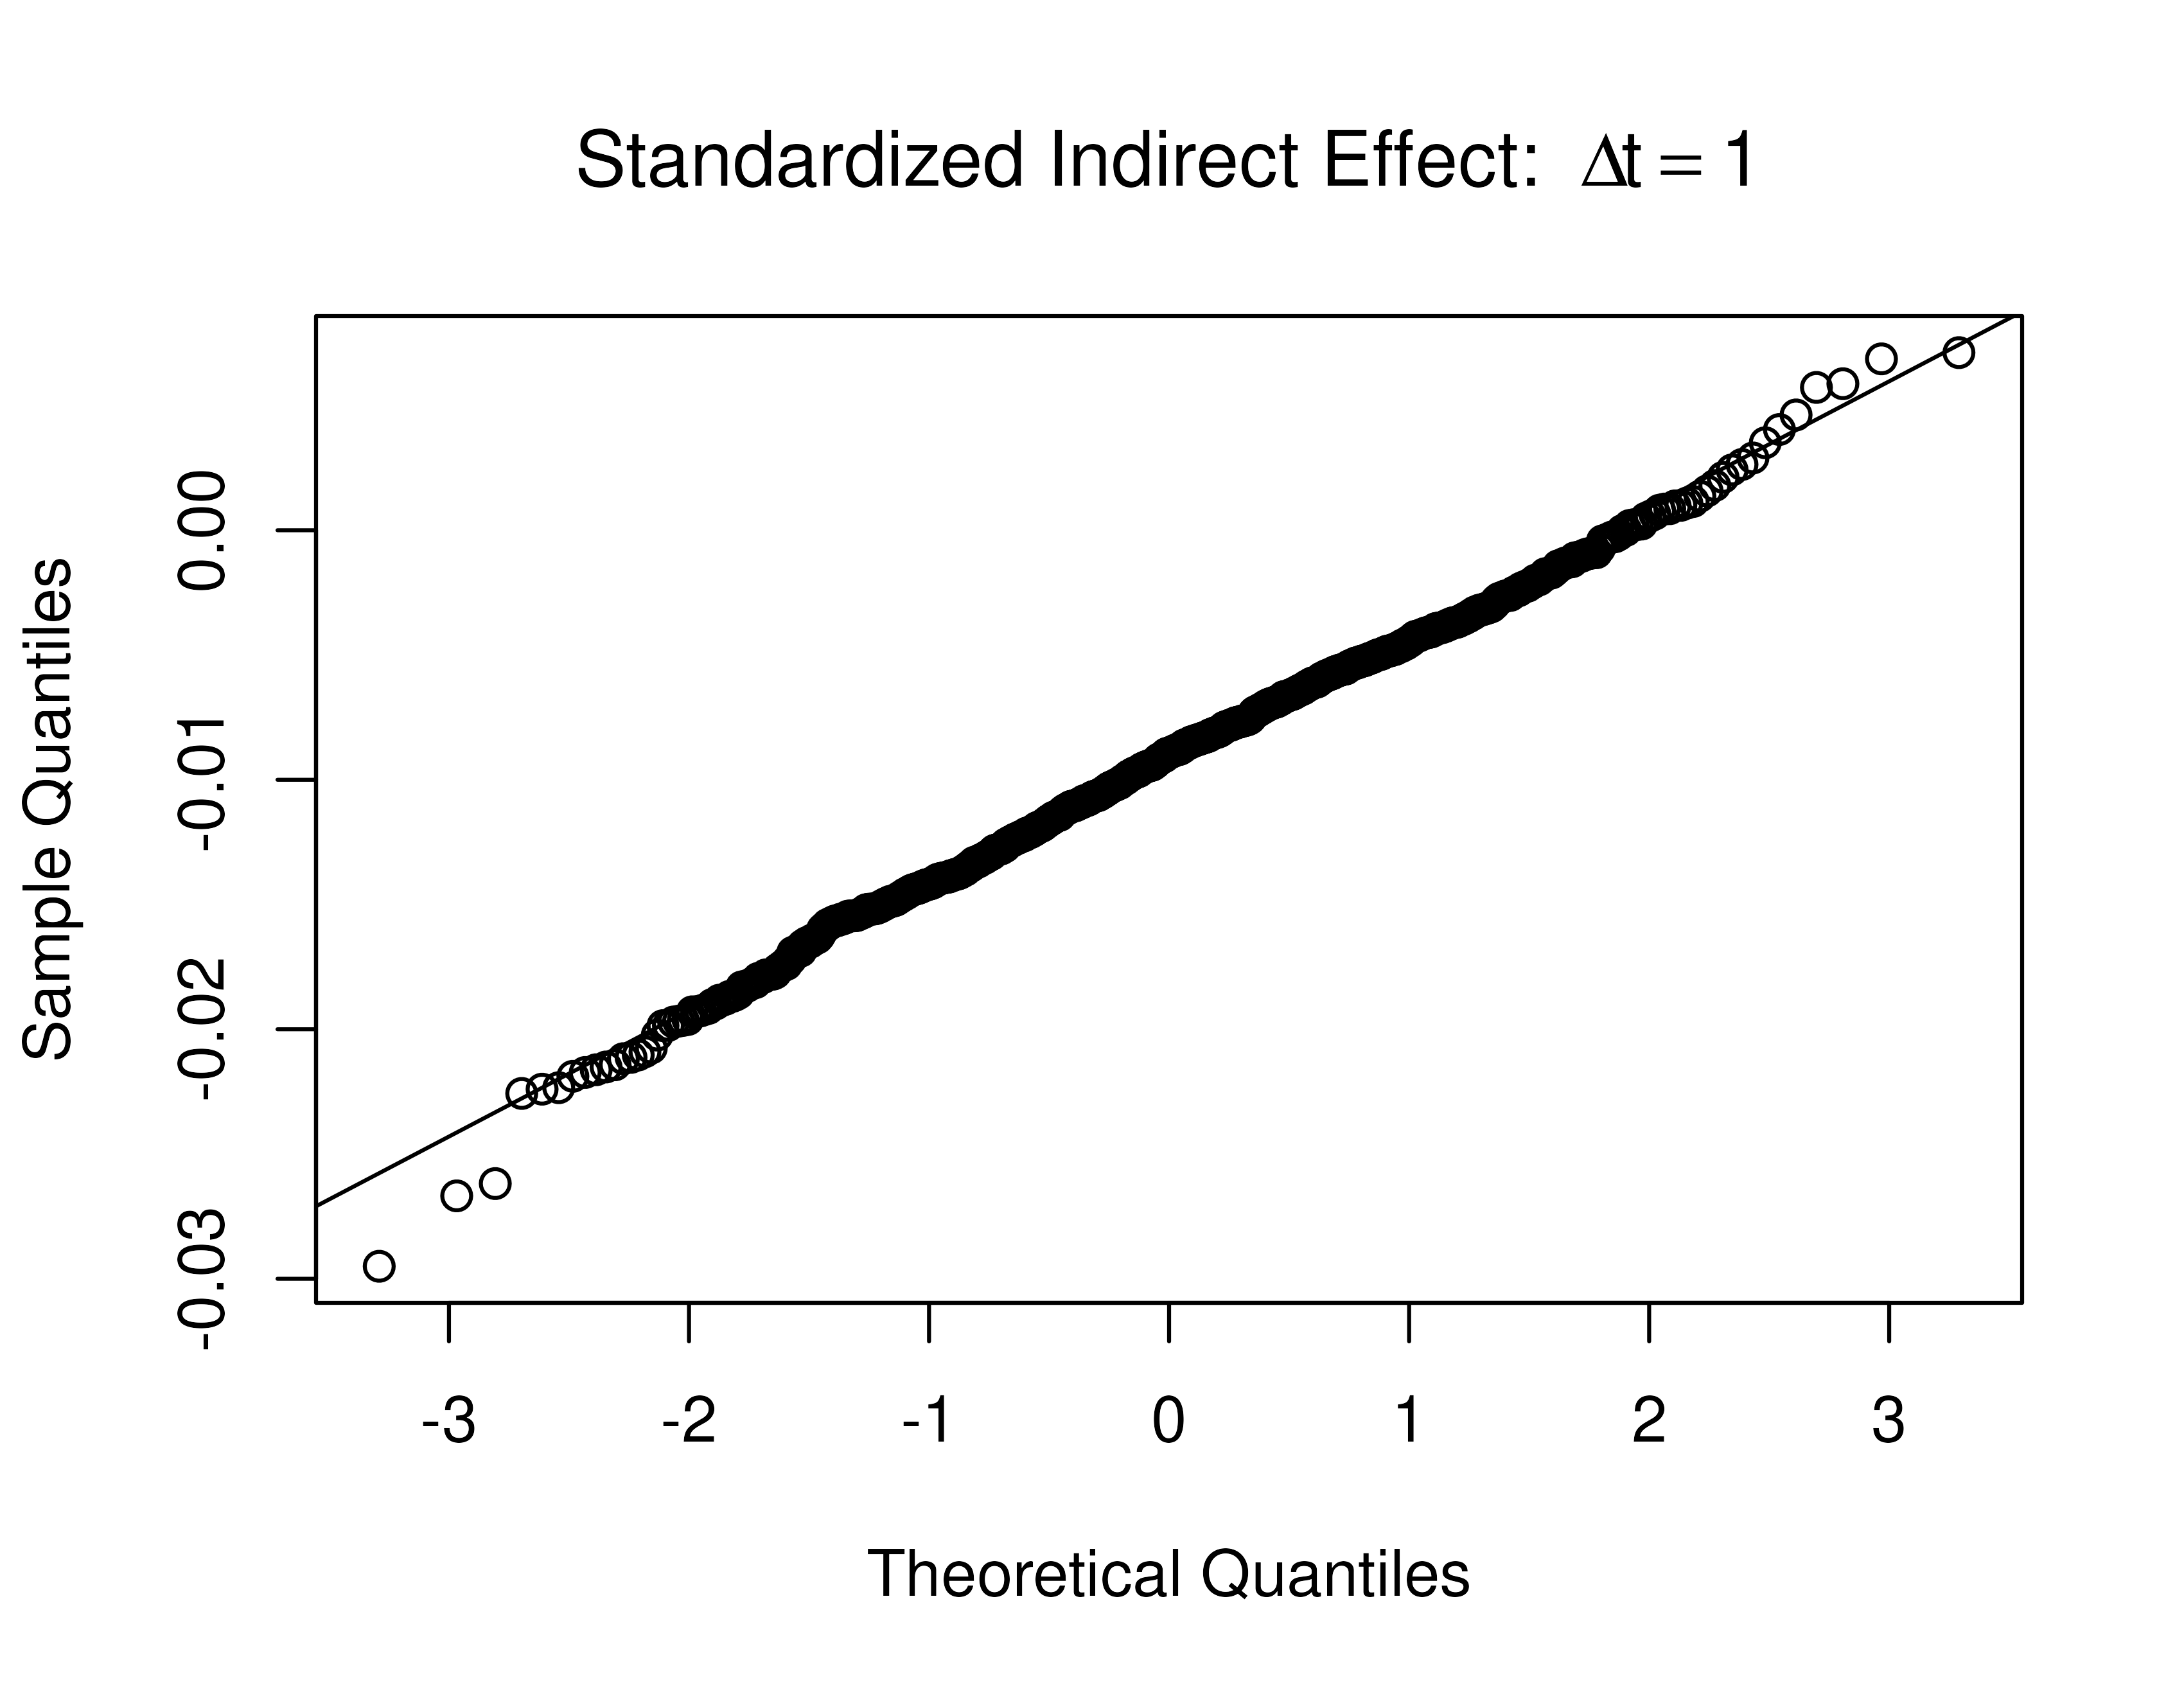 Standardized Indirect Effect: Δt = 1
Sample Quantiles
0.00
-0.01
-0.02
-0.03
-3 -2 -1 0 1 2 3
Theoretical Quantiles